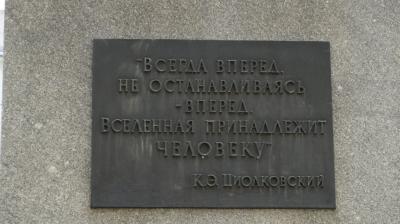 "Всегда вперед,
не останавливаясь
- вперед.
Вселенная принадлежит
человеку"
К.Э. Циолковский